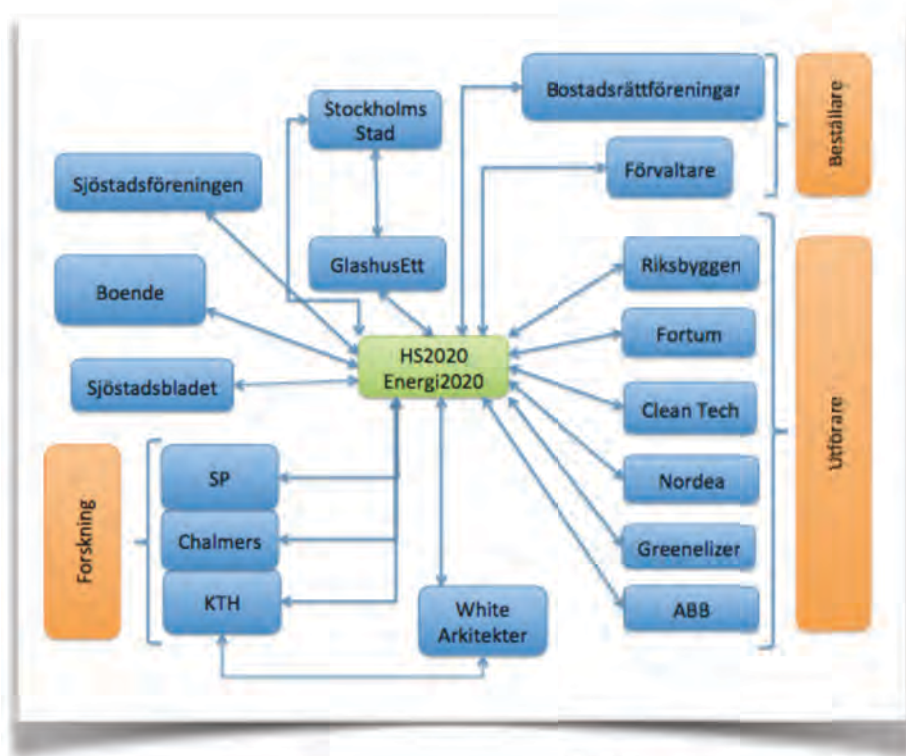 Bostadsrättföreningar
Beställare
Stockholms
Stad
Förvaltare
Sjöstadsföreningen
GlashusEtt
Riksbyggen
Boende
Fortum
HS2020
Energi2020
Sjöstadsbladet
Clean Tech
Utförare
SP
Nordea
Forskning
Chalmers
Greenelizer
KTH
White
Arkitekter
ABB